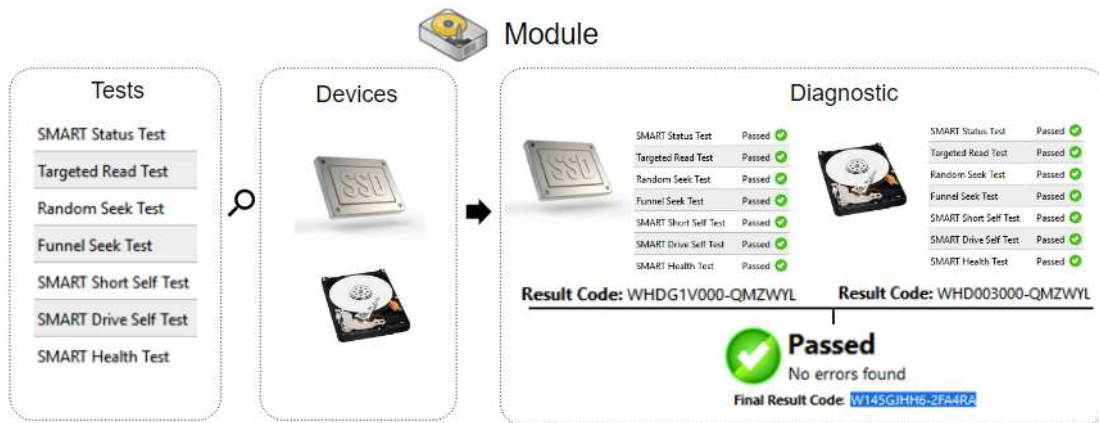 Module
Tests
SMART Status Test
Targeted Read Test
Random Seek Test
Funnel Seek Test
SMART Short Self Test
SMART Drive Self Test
SMART Health Test
Devices
SSD
Diagnostic
SSD
SMART Status Test Passed
Targeted Read Test Passed
Random Seek Test Passed
Funnel Seek Test Passed
SMART Short Self Test Passed
SMART Drive Self Test Passed
SMART Health Test Passed
Result Code: WHDG1V000-QMZWYL
SMART Status Test Passed
Targeted Read Test Passed
Random Seek Test Passed
Funnel Seek Test Passed
SMART Short Self Test Passed
SMART Drive Self Test Passed
SMART Health Test Passed
Result Code: WHD003000-QMZWYL
Passed
No errors found
Final Result Code: W145GJHH6-2FA4RA